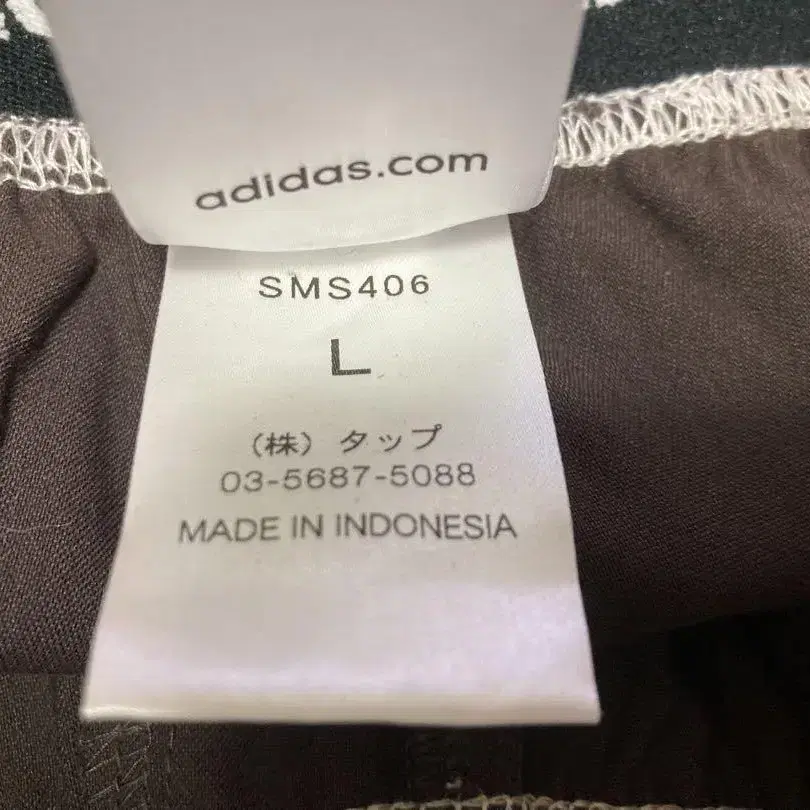 adidas.com
SMS406
L
（株）タップ
03-5687-5088
MADE IN INDONESIA